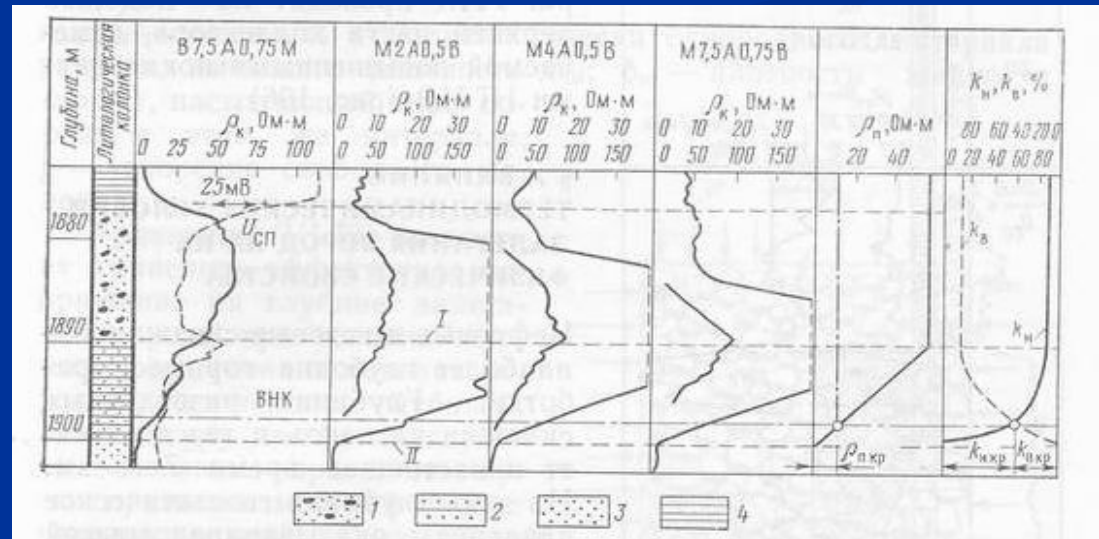 Глубина, м
Литологическая колонка
В7,5А0,75М
М2А0,5В
М4А0,5В
М7,5А0,75В
ρк, Ом·м
0 25 50 75 100
ρк, Ом·м
0 10 20 30
0 50 100 150
ρк, Ом·м
0 10 20 30
0 50 100 150
ρк, Ом·м
0 10 20 30
0 50 100 150
ρп, Ом·м
20 40
kн, kв, %
80 60 40 20 0
0 20 40 60 80
25мВ
Uсп
1880
kв
1890
I
kн
ВНК
1900
II
ρп кр
kн кр
kв кр
1
2
3
4